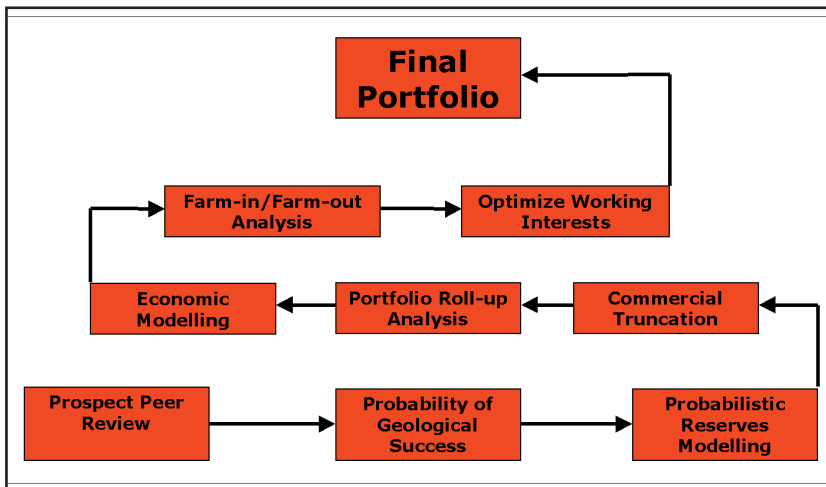 Final
Portfolio
Farm-in/Farm-out
Analysis
Optimize Working
Interests
Economic
Modelling
Portfolio Roll-up
Analysis
Commercial
Truncation
Prospect Peer
Review
Probability of
Geological
Success
Probabilistic
Reserves
Modelling